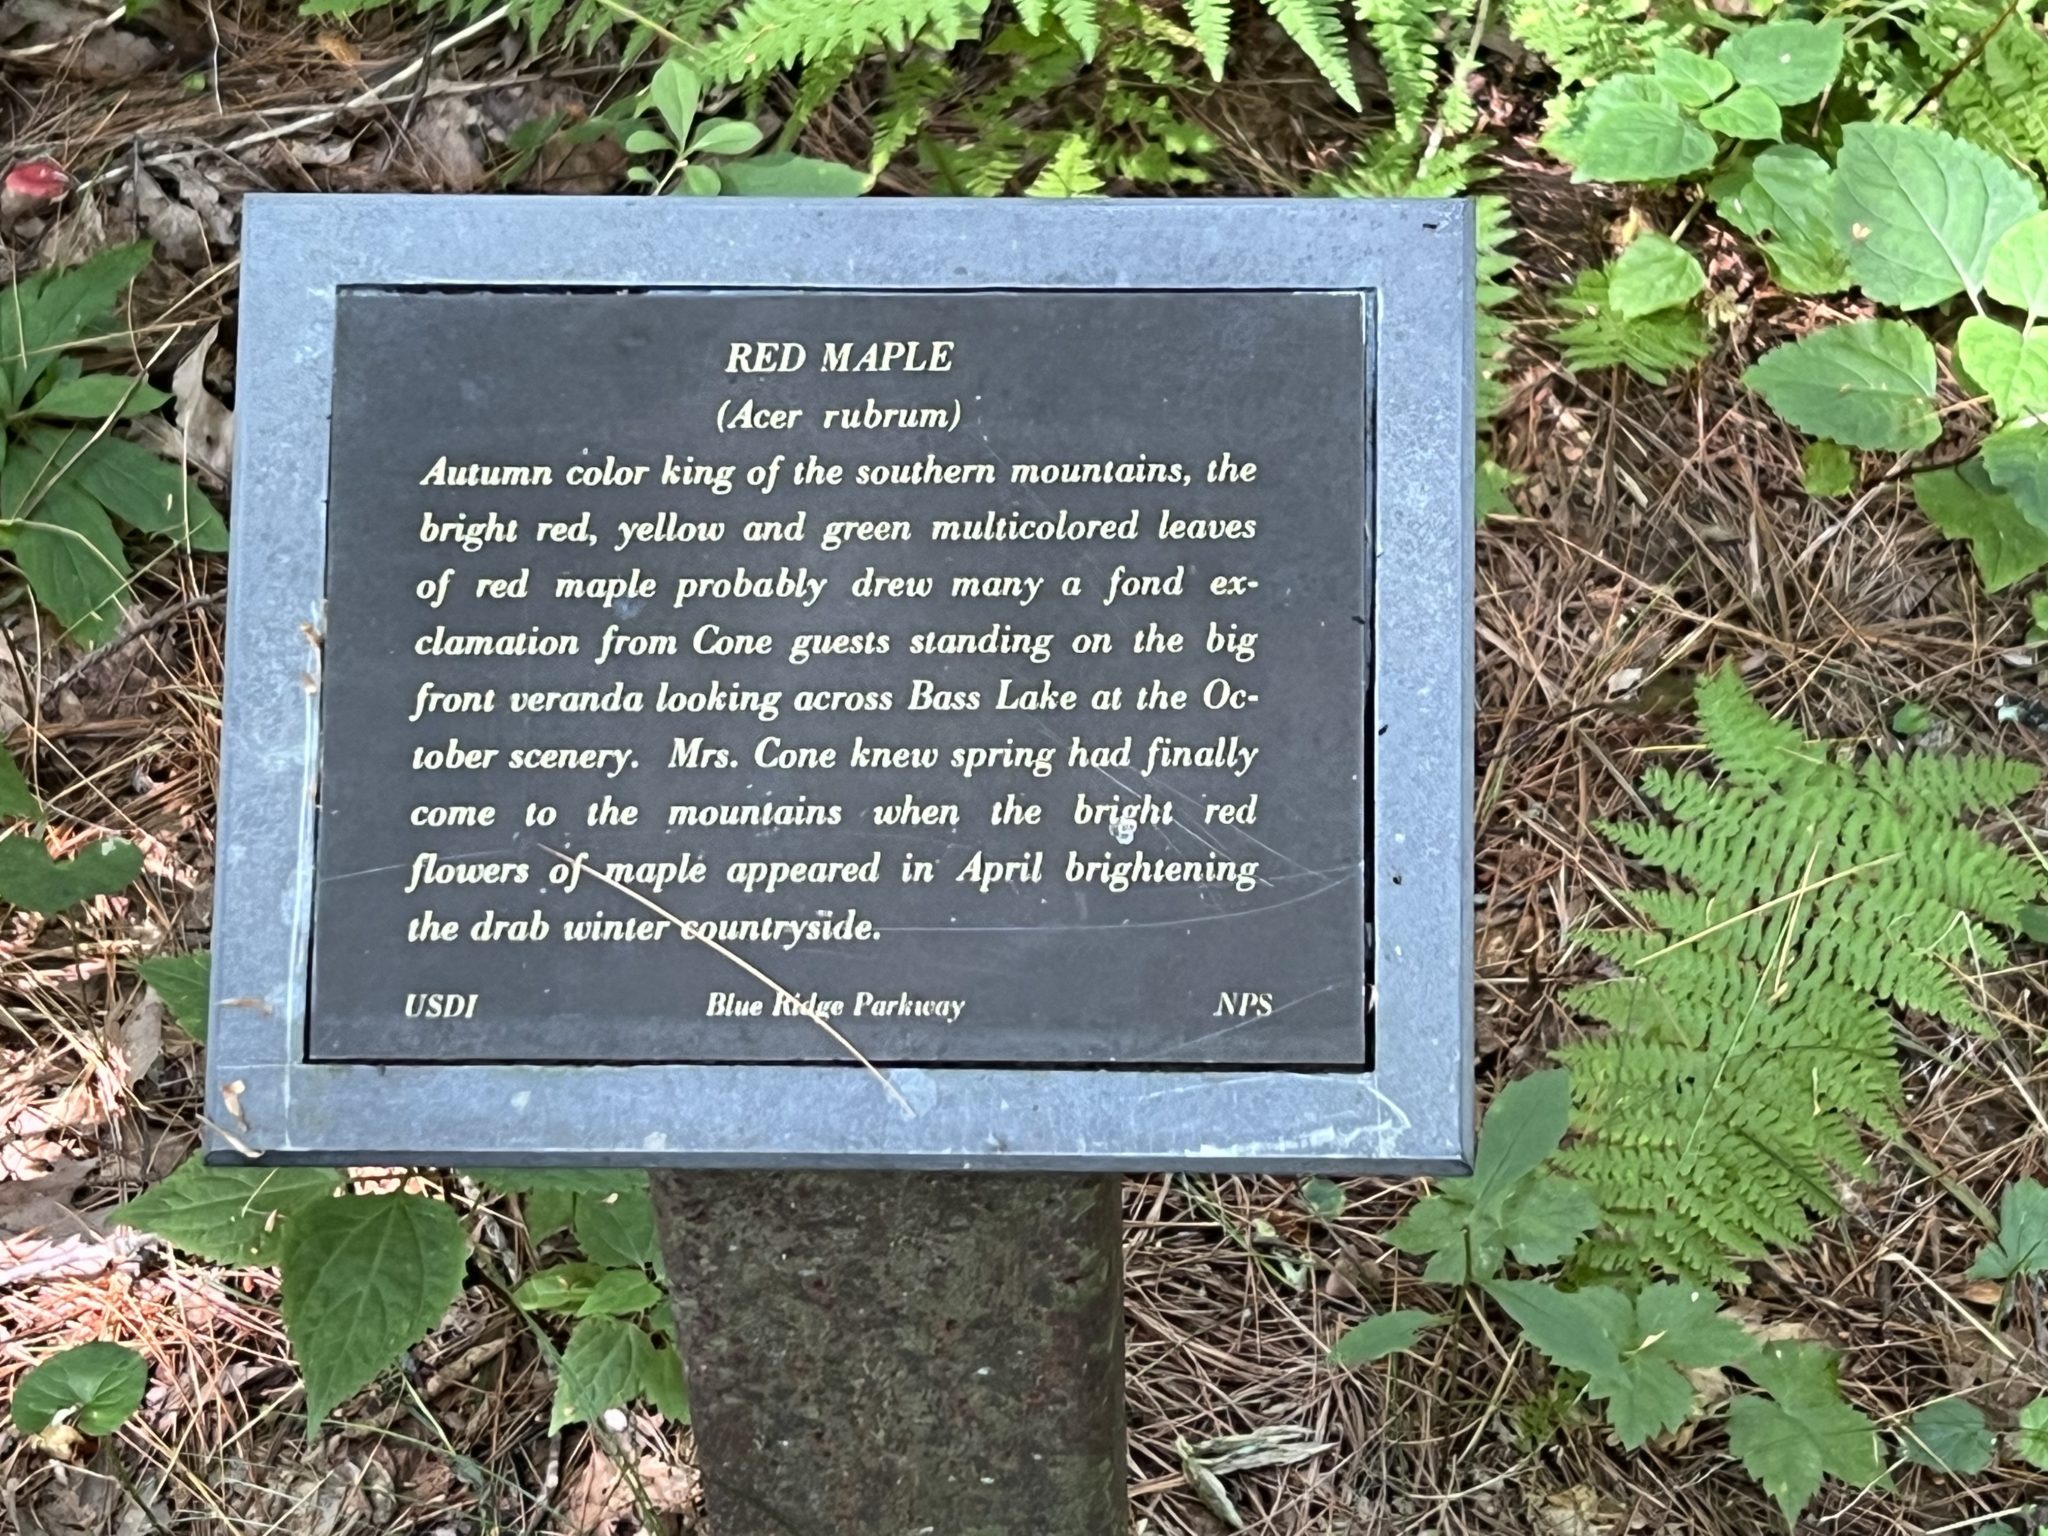 RED MAPLE
(Acer rubrum)
Autumn color king of the southern mountains, the
bright red, yellow and green multicolored leaves
of red maple probably drew many a fond ex-
clamation from Cone guests standing on the big
front veranda looking across Bass Lake at the Oc-
tober scenery. Mrs. Cone knew spring had finally
come to the mountains when the bright red
flowers of maple appeared in April brightening
the drab winter countryside.
USDI Blue Ridge Parkway NPS